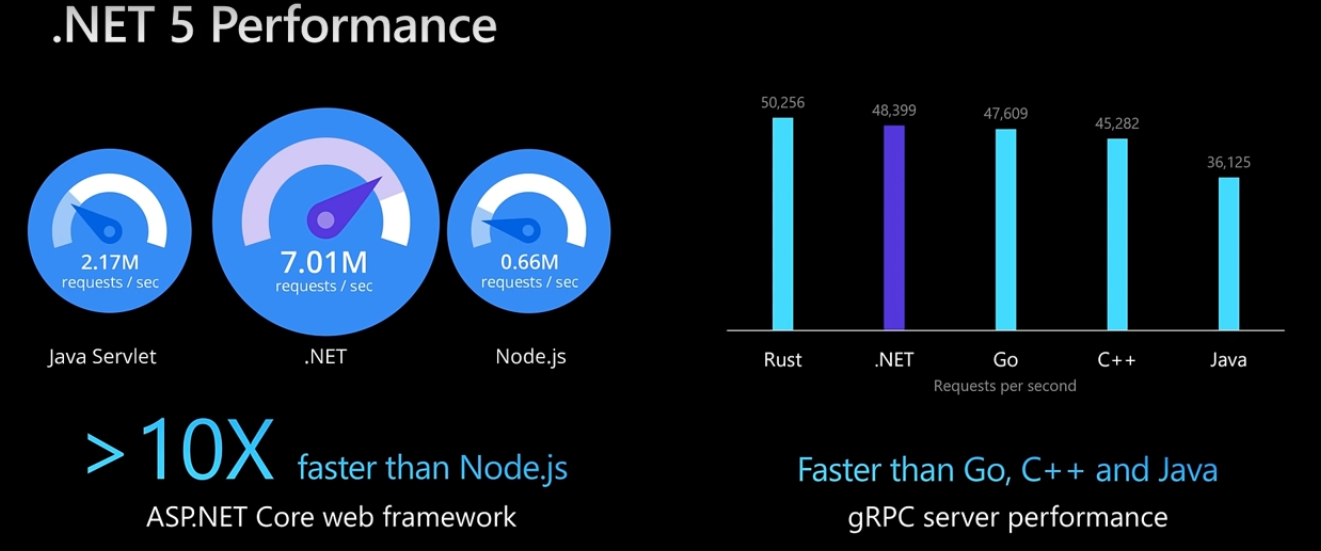 .NET 5 Performance
2.17M
requests / sec
Java Servlet
7.01M
requests / sec
.NET
0.66M
requests / sec
Node.js
>10X faster than Node.js
ASP.NET Core web framework
50,256
48,399
47,609
45,282
36,125
Rust
.NET
Go
C++
Java
Requests per second
Faster than Go, C++ and Java
gRPC server performance